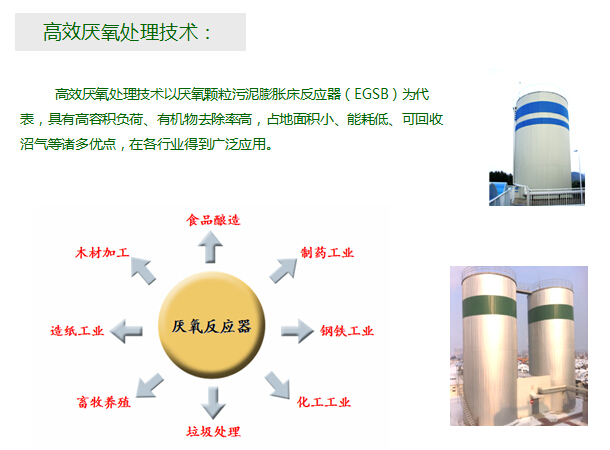 高效厌氧处理技术：
高效厌氧处理技术以厌氧颗粒污泥膨胀床反应器（EGSB）为代
表，具有高容积负荷、有机物去除率高，占地面积小、能耗低、可回收
沼气等诸多优点，在各行业得到广泛应用。
食品酿造
木材加工
制药工业
造纸工业
厌氧反应器
钢铁工业
畜牧养殖
化工工业
垃圾处理